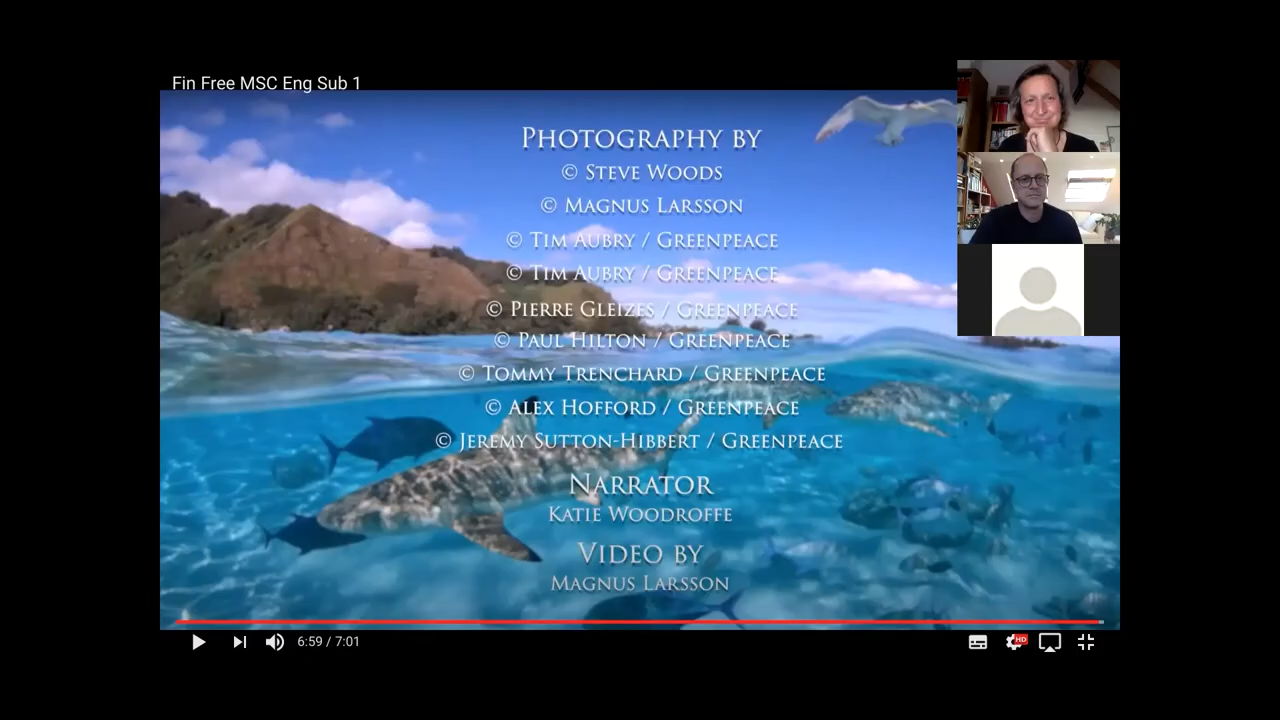 Fin Free MSC Eng Sub 1
PHOTOGRAPHY BY
© STEVE WOODS
© MAGNUS LARSSON
© TIM AUBRY / GREENPEACE
© TIM AUBRY / GREENPEACE
© PIERRE GLEIZES / GREENPEACE
© PAUL HILTON / GREENPEACE
© TOMMY TRENCHARD / GREENPEACE
© ALEX HOFFORD / GREENPEACE
© JEREMY SUTTON-HIBBERT / GREENPEACE
NARRATOR
KATIE WOODROFFE
VIDEO BY
MAGNUS LARSSON
6:59 / 7:01
HD